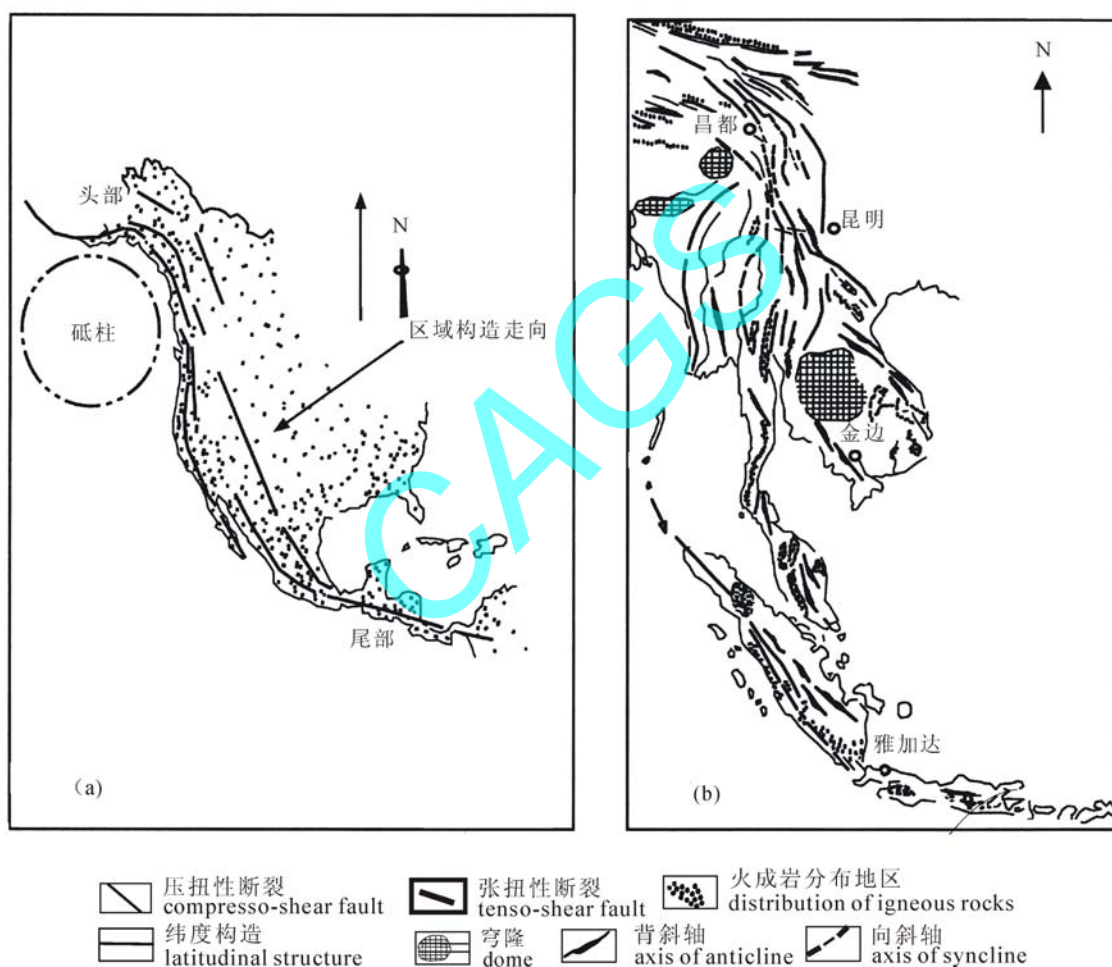 头部
N
砥柱
区域构造走向
尾部
(a)
N
昌都
昆明
金边
雅加达
(b)
CAGS
压扭性断裂
compresso-shear fault
张扭性断裂
tenso-shear fault
火成岩分布地区
distribution of igneous rocks
纬度构造
latitudinal structure
穹隆
dome
背斜轴
axis of anticline
向斜轴
axis of syncline